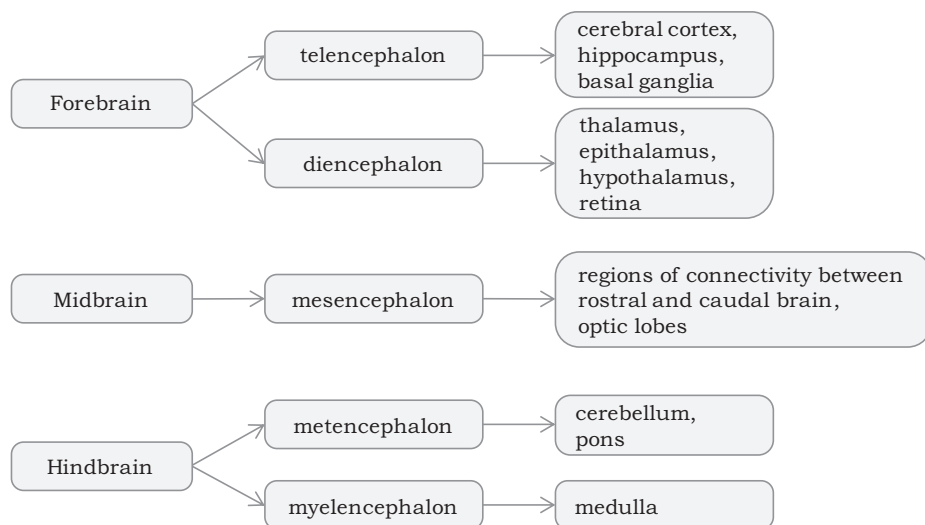 Forebrain
telencephalon
cerebral cortex,
hippocampus,
basal ganglia
diencephalon
thalamus,
epithalamus,
hypothalamus,
retina
Midbrain
mesencephalon
regions of connectivity between
rostral and caudal brain,
optic lobes
Hindbrain
metencephalon
cerebellum,
pons
myelencephalon
medulla